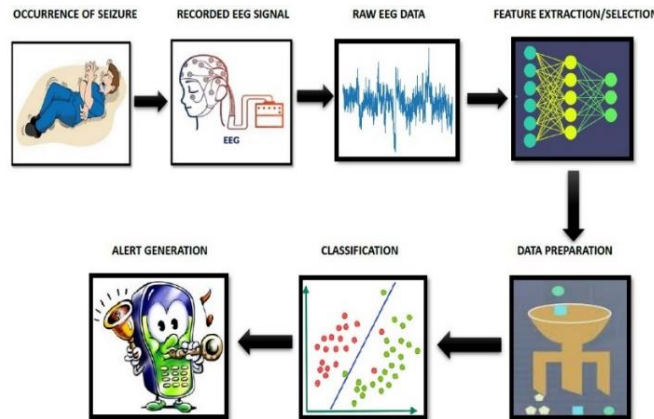 OCCURRENCE OF SEIZURE
RECORDED EEG SIGNAL
RAW EEG DATA
FEATURE EXTRACTION/SELECTION
EEG
ALERT GENERATION
CLASSIFICATION
DATA PREPARATION